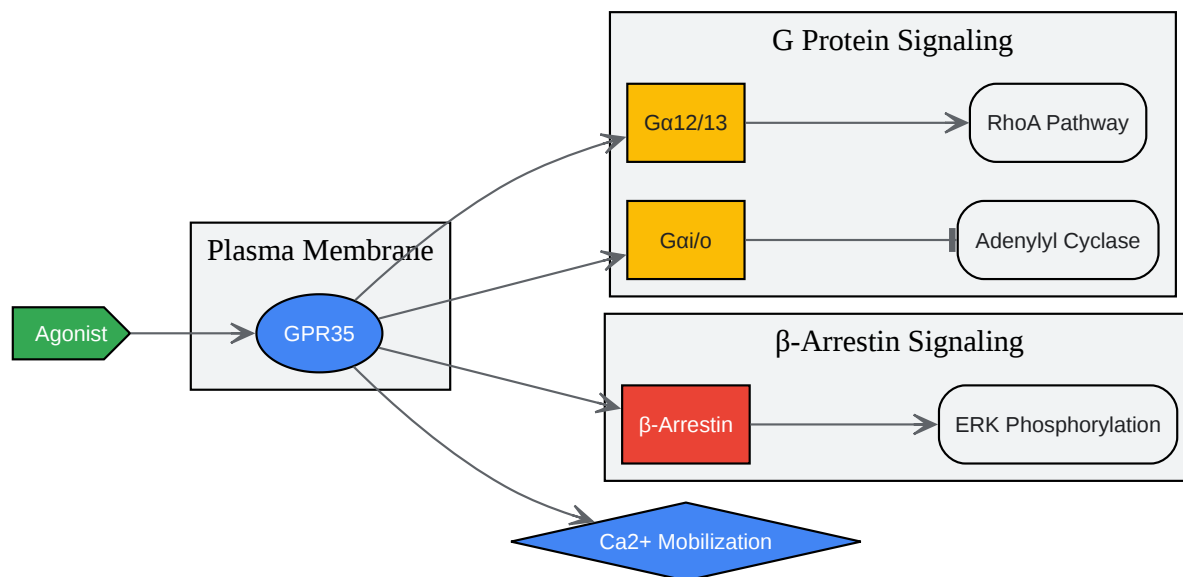 G Protein Signaling
Gα12/13
RhoA Pathway
Gαi/o
Adenylyl Cyclase
Plasma Membrane
Agonist
GPR35
β-Arrestin Signaling
β-Arrestin
ERK Phosphorylation
Ca2+ Mobilization